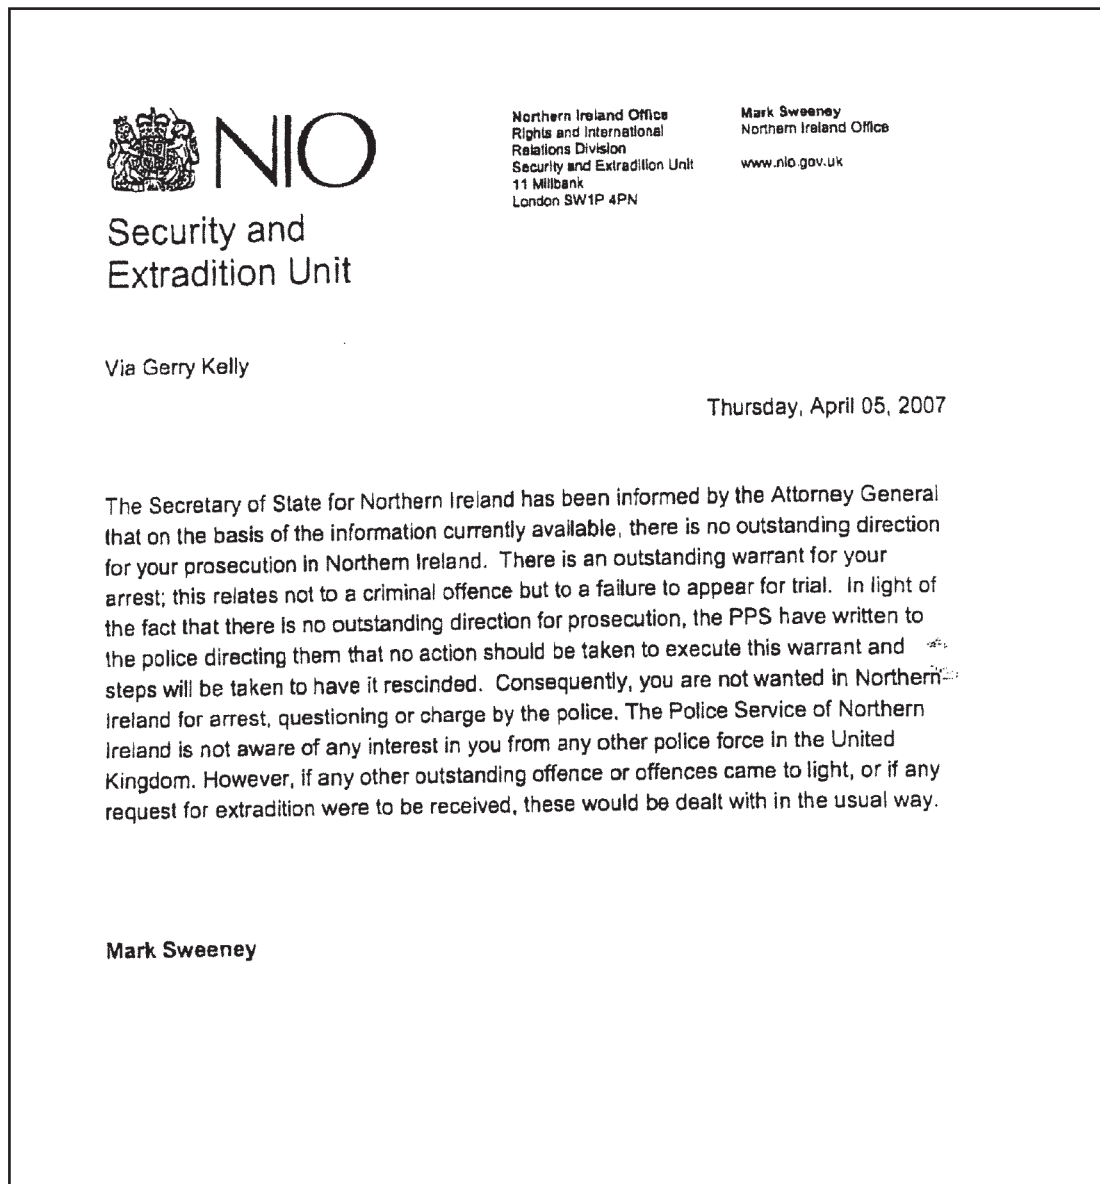 NIO
Security and
Extradition Unit
Northern Ireland Office
Rights and International
Relations Division
Security and Extradition Unit
11 Millbank
London SW1P 4PN
Mark Sweeney
Northern Ireland Office
www.nio.gov.uk
Via Gerry Kelly
Thursday, April 05, 2007
The Secretary of State for Northern Ireland has been informed by the Attorney General
that on the basis of the information currently available, there is no outstanding direction
for your prosecution in Northern Ireland.  There is an outstanding warrant for your
arrest; this relates not to a criminal offence but to a failure to appear for trial.  In light of
the fact that there is no outstanding direction for prosecution, the PPS have written to
the police directing them that no action should be taken to execute this warrant and
steps will be taken to have it rescinded.  Consequently, you are not wanted in Northern
Ireland for arrest, questioning or charge by the police. The Police Service of Northern
Ireland is not aware of any interest in you from any other police force in the United
Kingdom. However, if any other outstanding offence or offences came to light, or if any
request for extradition were to be received, these would be dealt with in the usual way.
Mark Sweeney